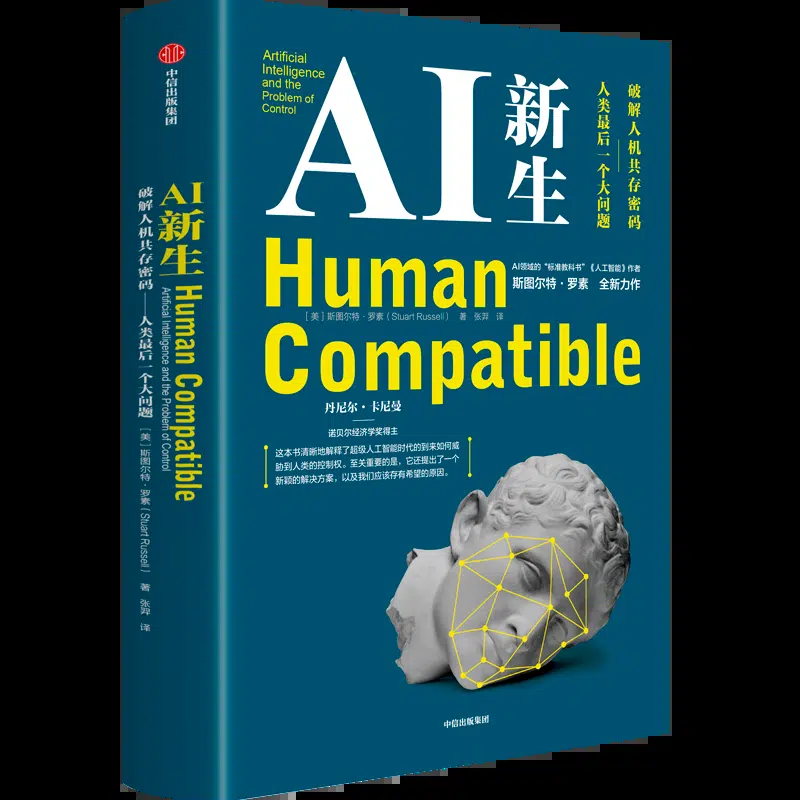 中信出版集团
AI新生
Human Compatible
Artificial Intelligence and the Problem of Control
破解人机共存密码——人类最后一个大问题
[美]斯图尔特·罗素(Stuart Russell) 著 张羿 译
Artificial
Intelligence
and the
Problem of
Control
AI新生
破解人机共存密码——
人类最后一个大问题
Human
AI领域的“标准教科书”《人工智能》作者
斯图尔特·罗素 全新力作
[美]斯图尔特·罗素(Stuart Russell) 著 张羿 译
Compatible
丹尼尔·卡尼曼
诺贝尔经济学奖得主
这本书清晰地解释了超级人工智能时代的到来如何威
胁到人类的控制权。至关重要的是,它还提出了一个
新颖的解决方案,以及我们应该存有希望的原因。
中信出版集团